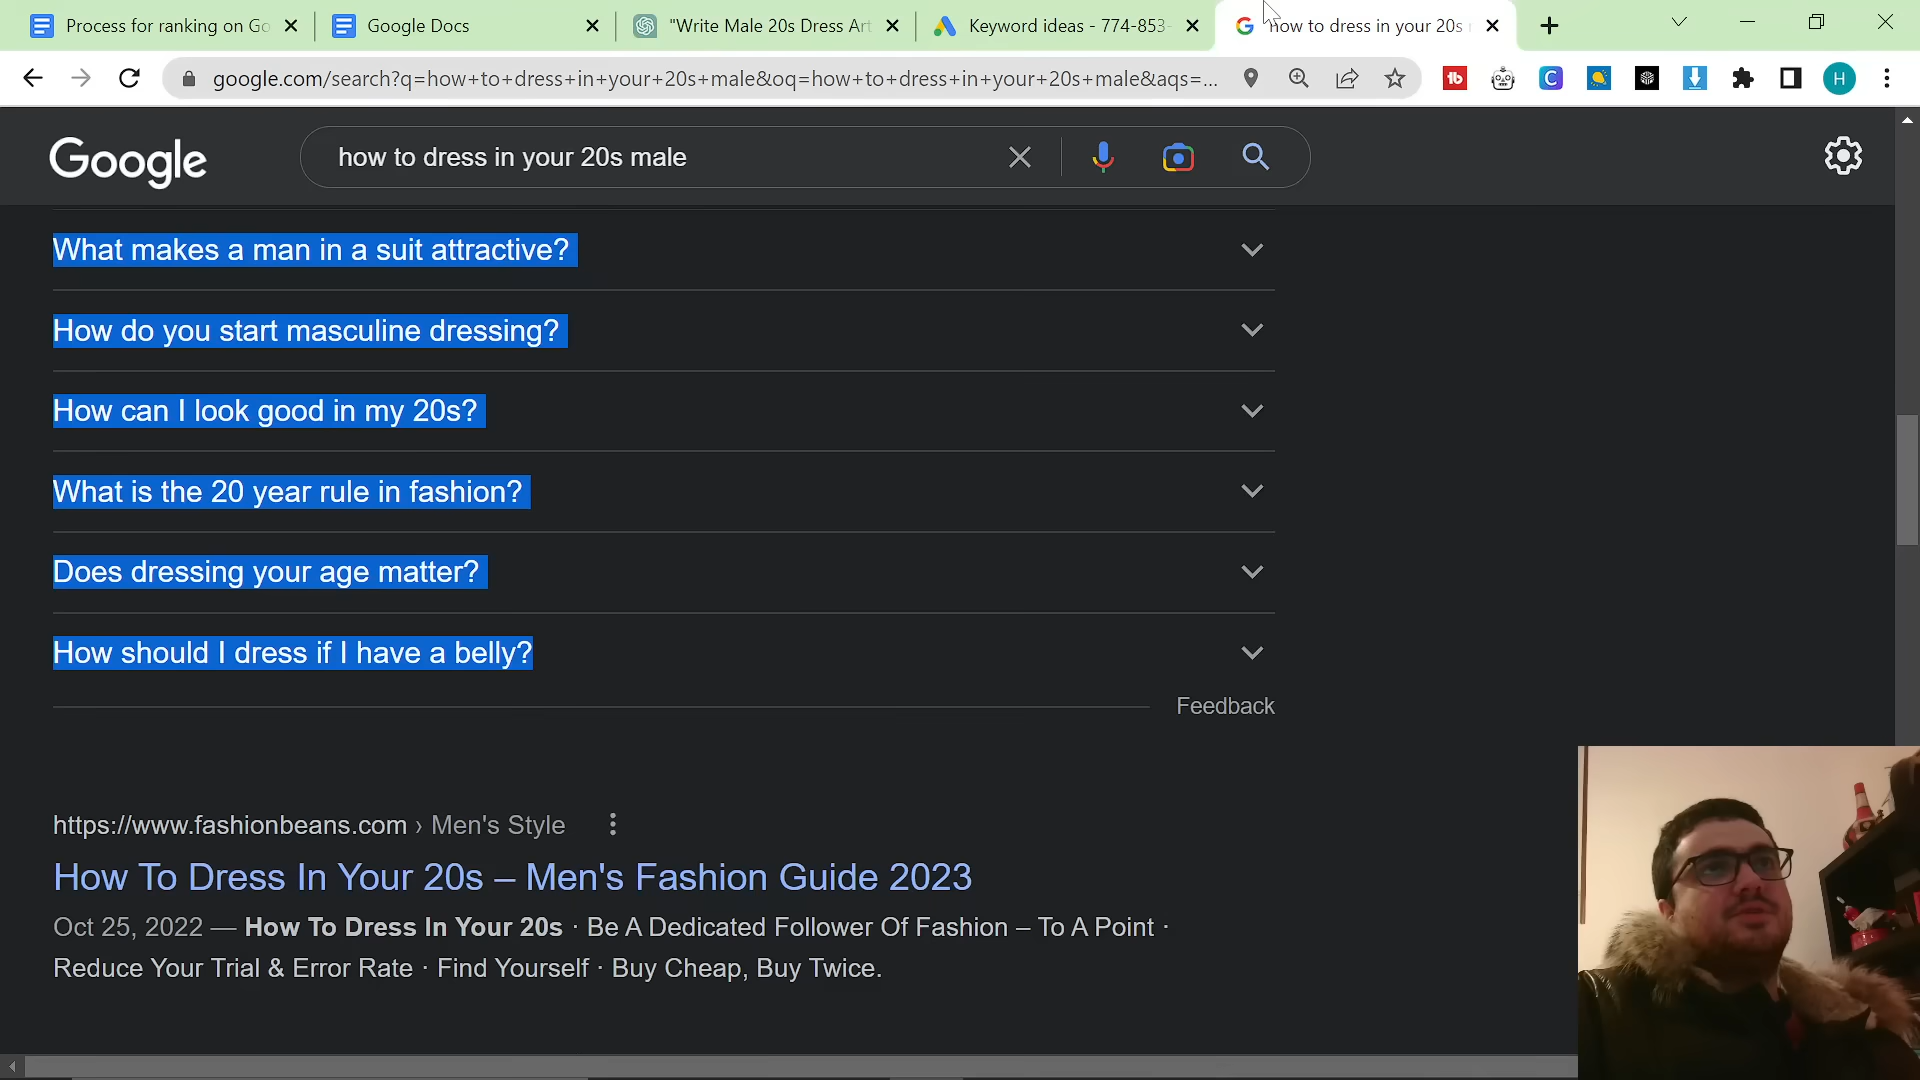 Process for ranking on Go
Google Docs
"Write Male 20s Dress Art
Keyword ideas - 774-853-
how to dress in your 20s
google.com/search?q=how+to+dress+in+your+20s+male&oq=how+to+dress+in+your+20s+male&aqs=...
tb
C
H
Google
how to dress in your 20s male
What makes a man in a suit attractive?
How do you start masculine dressing?
How can I look good in my 20s?
What is the 20 year rule in fashion?
Does dressing your age matter?
How should I dress if I have a belly?
Feedback
https://www.fashionbeans.com › Men's Style
How To Dress In Your 20s – Men's Fashion Guide 2023
Oct 25, 2022 — How To Dress In Your 20s · Be A Dedicated Follower Of Fashion – To A Point ·
Reduce Your Trial & Error Rate · Find Yourself · Buy Cheap, Buy Twice.